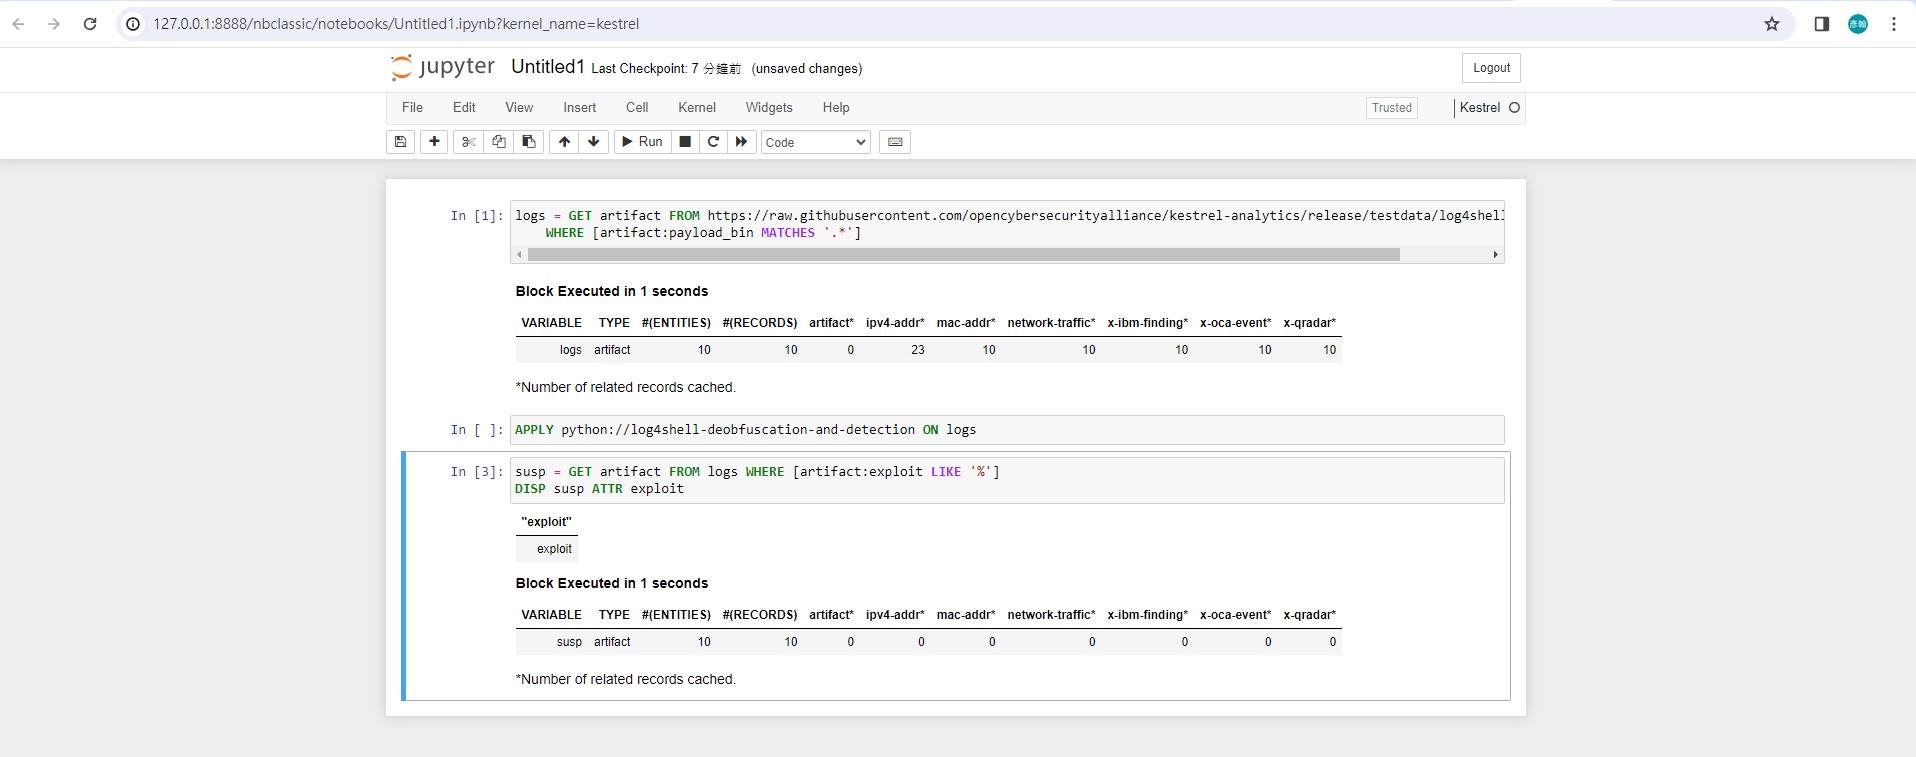 127.0.0.1:8888/nbclassic/notebooks/Untitled1.ipynb?kernel_name=kestrel
彥翰
jupyter Untitled1 Last Checkpoint: 7 分鐘前 (unsaved changes)
Logout
File Edit View Insert Cell Kernel Widgets Help
Trusted
Kestrel
Run
Code
In [1]:
logs = GET artifact FROM https://raw.githubusercontent.com/opencybersecurityalliance/kestrel-analytics/release/testdata/log4shell
WHERE [artifact:payload_bin MATCHES '.*']
Block Executed in 1 seconds
VARIABLE TYPE #(ENTITIES) #(RECORDS) artifact* ipv4-addr* mac-addr* network-traffic* x-ibm-finding* x-oca-event* x-qradar*
logs artifact 10 10 0 23 10 10 10 10 10
*Number of related records cached.
In [ ]:
APPLY python://log4shell-deobfuscation-and-detection ON logs
In [3]:
susp = GET artifact FROM logs WHERE [artifact:exploit LIKE '%']
DISP susp ATTR exploit
"exploit"
exploit
Block Executed in 1 seconds
VARIABLE TYPE #(ENTITIES) #(RECORDS) artifact* ipv4-addr* mac-addr* network-traffic* x-ibm-finding* x-oca-event* x-qradar*
susp artifact 10 10 0 0 0 0 0 0 0
*Number of related records cached.